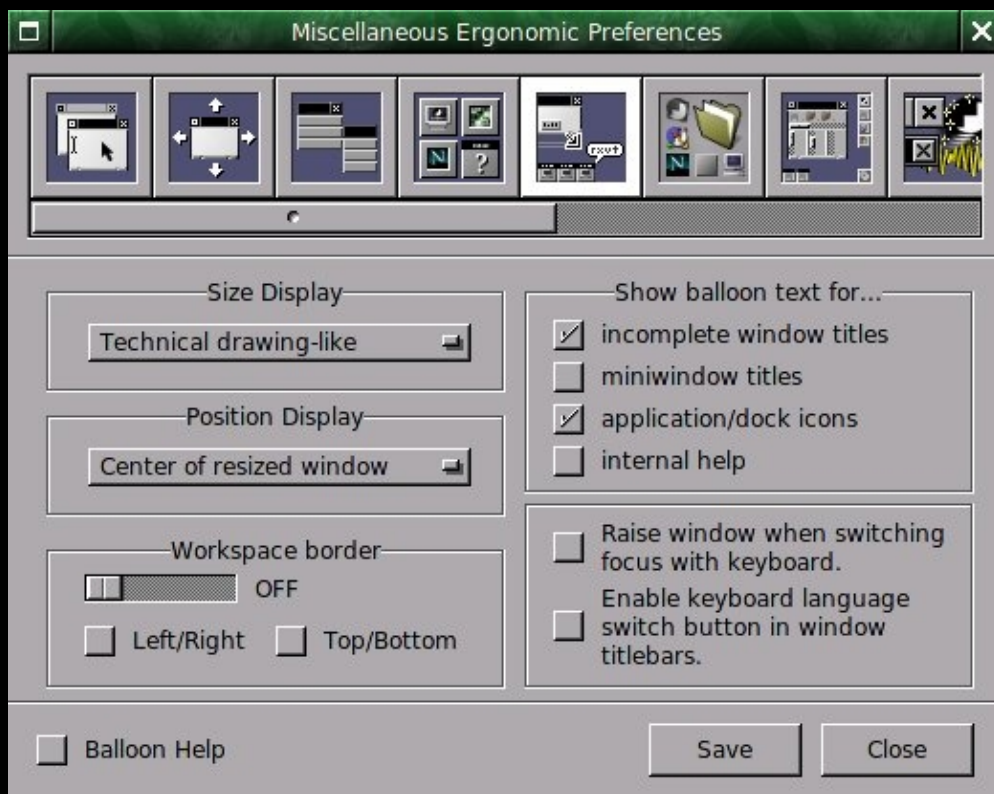 Miscellaneous Ergonomic Preferences
rxvt
N
?
N
Size Display
Technical drawing-like
Position Display
Center of resized window
Workspace border
OFF
Left/Right
Top/Bottom
Show balloon text for...
incomplete window titles
miniwindow titles
application/dock icons
internal help
Raise window when switching
focus with keyboard.
Enable keyboard language
switch button in window
titlebars.
Balloon Help
Save
Close